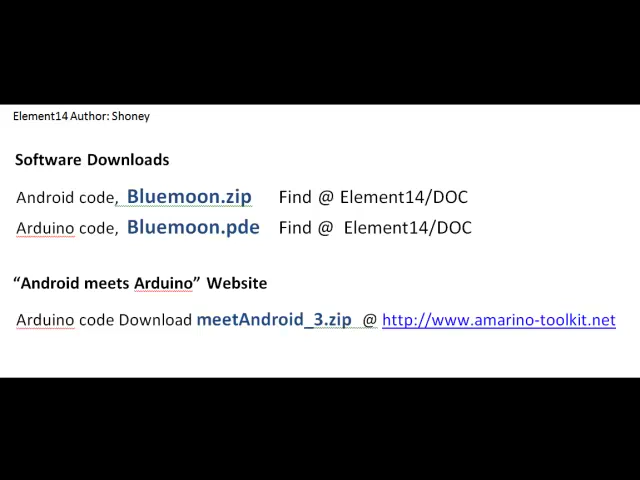 Element14 Author: Shoney
Software Downloads
Android code, Bluemoon.zip Find @ Element14/DOC
Arduino code, Bluemoon.pde Find @ Element14/DOC
“Android meets Arduino” Website
Arduino code Download meetAndroid_3.zip @ http://www.amarino-toolkit.net